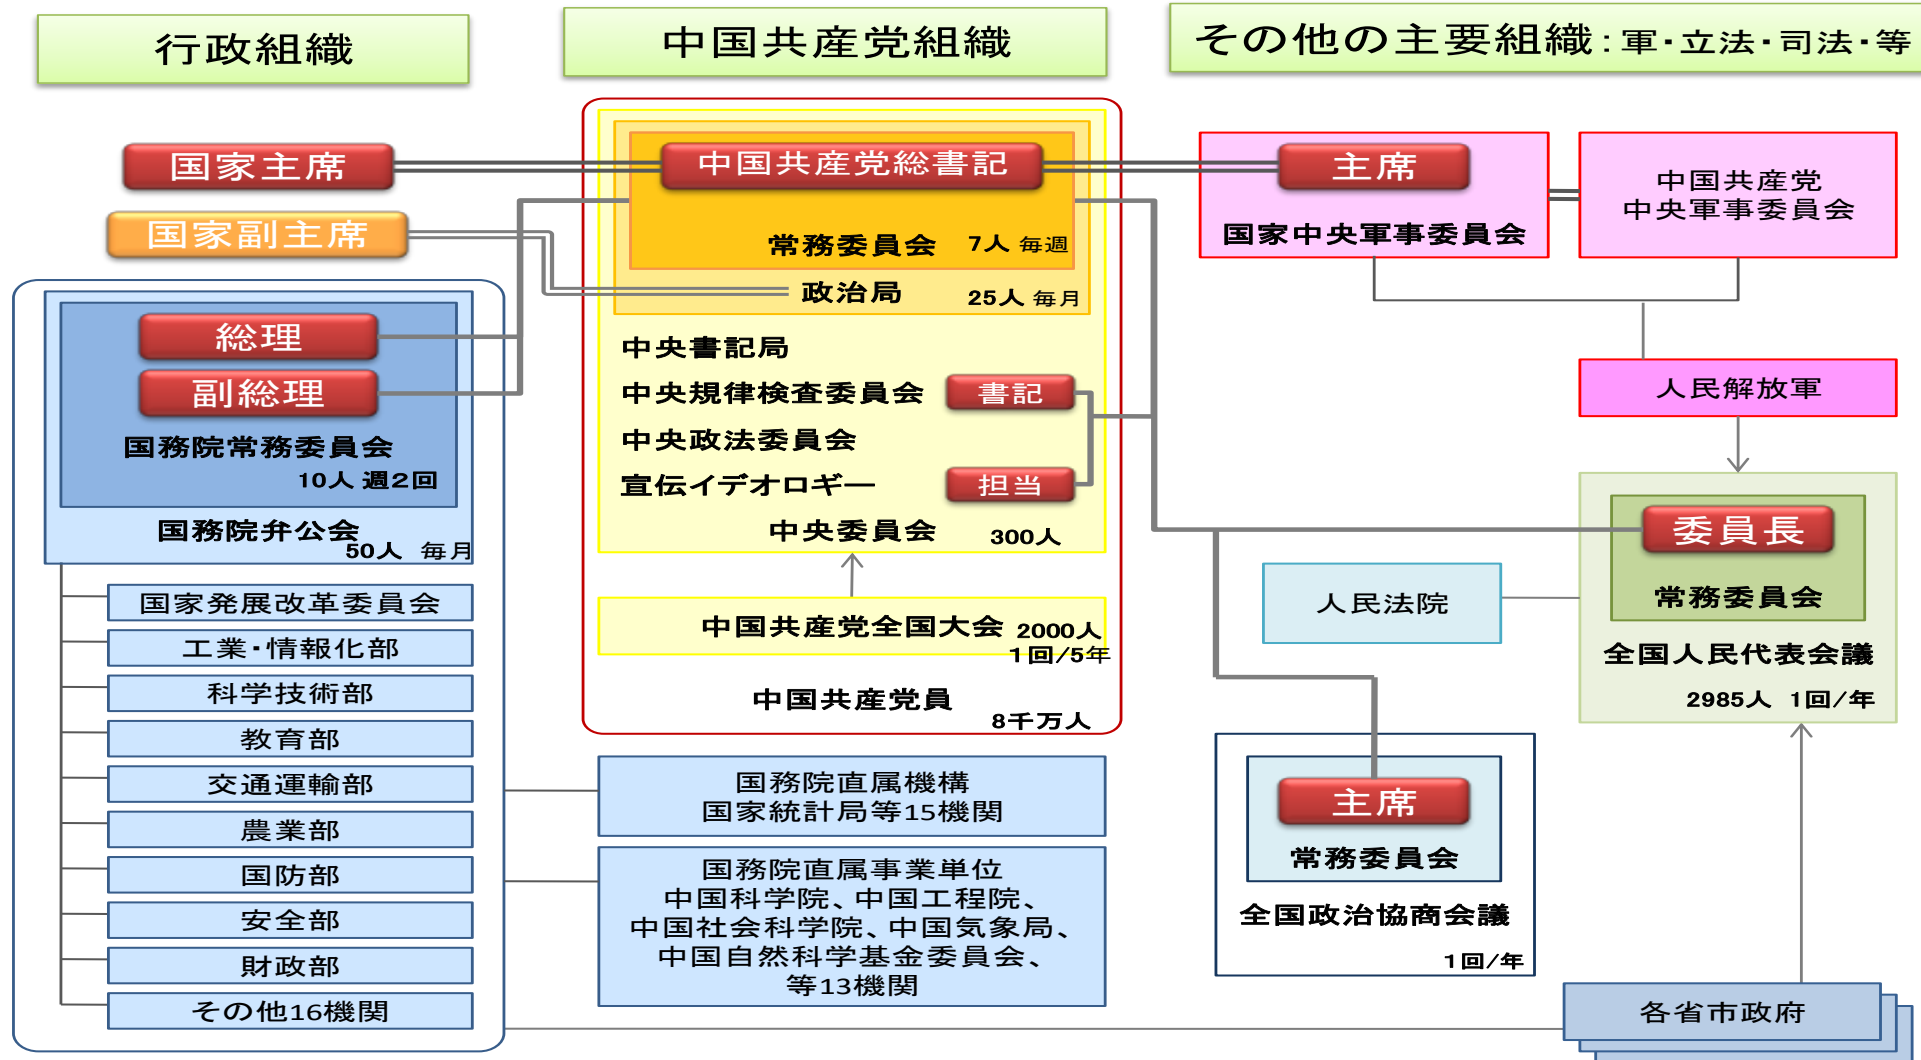 行政組織
中国共産党組織
その他の主要組織:軍・立法・司法・等
国家主席
国家副主席
総理
副総理
国務院常務委員会
10人 週2回
国務院弁公会
50人 毎月
国家発展改革委員会
工業・情報化部
科学技術部
教育部
交通運輸部
農業部
国防部
安全部
財政部
その他16機関
中国共産党総書記
常務委員会 7人 毎週
政治局 25人 毎月
中央書記局
中央規律検査委員会 書記
中央政法委員会
宣伝イデオロギー 担当
中央委員会 300人
中国共産党全国大会 2000人
1回/5年
中国共産党員
8千万人
国務院直属機構
国家統計局等15機関
国務院直属事業単位
中国科学院、中国工程院、
中国社会科学院、中国気象局、
中国自然科学基金委員会、
等13機関
主席
国家中央軍事委員会
中国共産党
中央軍事委員会
人民解放軍
委員長
常務委員会
全国人民代表会議
2985人 1回/年
人民法院
主席
常務委員会
全国政治協商会議
1回/年
各省市政府